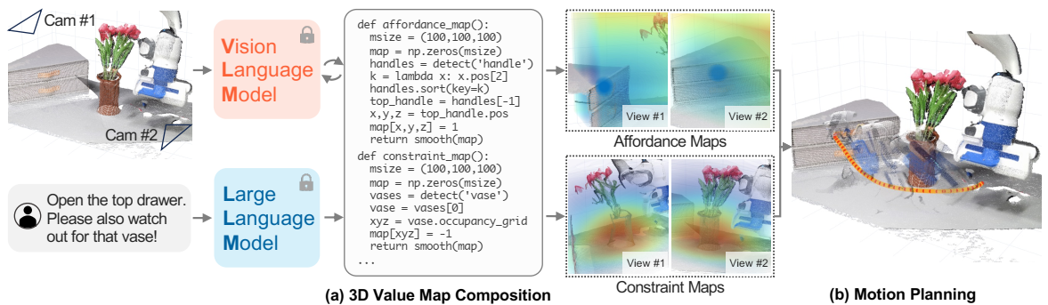 Cam #1
Cam #2
Open the top drawer.
Please also watch
out for that vase!
Vision
Language
Model
Large
Language
Model
def affordance_map():
msize = (100,100,100)
map = np.zeros(msize)
handles = detect('handle')
k = lambda x: x.pos[2]
handles.sort(key=k)
top_handle = handles[-1]
x,y,z = top_handle.pos
map[x,y,z] = 1
return smooth(map)
def constraint_map():
msize = (100,100,100)
map = np.zeros(msize)
vases = detect('vase')
vase = vases[0]
xyz = vase.occupancy_grid
map[xyz] = -1
return smooth(map)
...
View #1
View #2
Affordance Maps
View #1
View #2
Constraint Maps
(a) 3D Value Map Composition
(b) Motion Planning